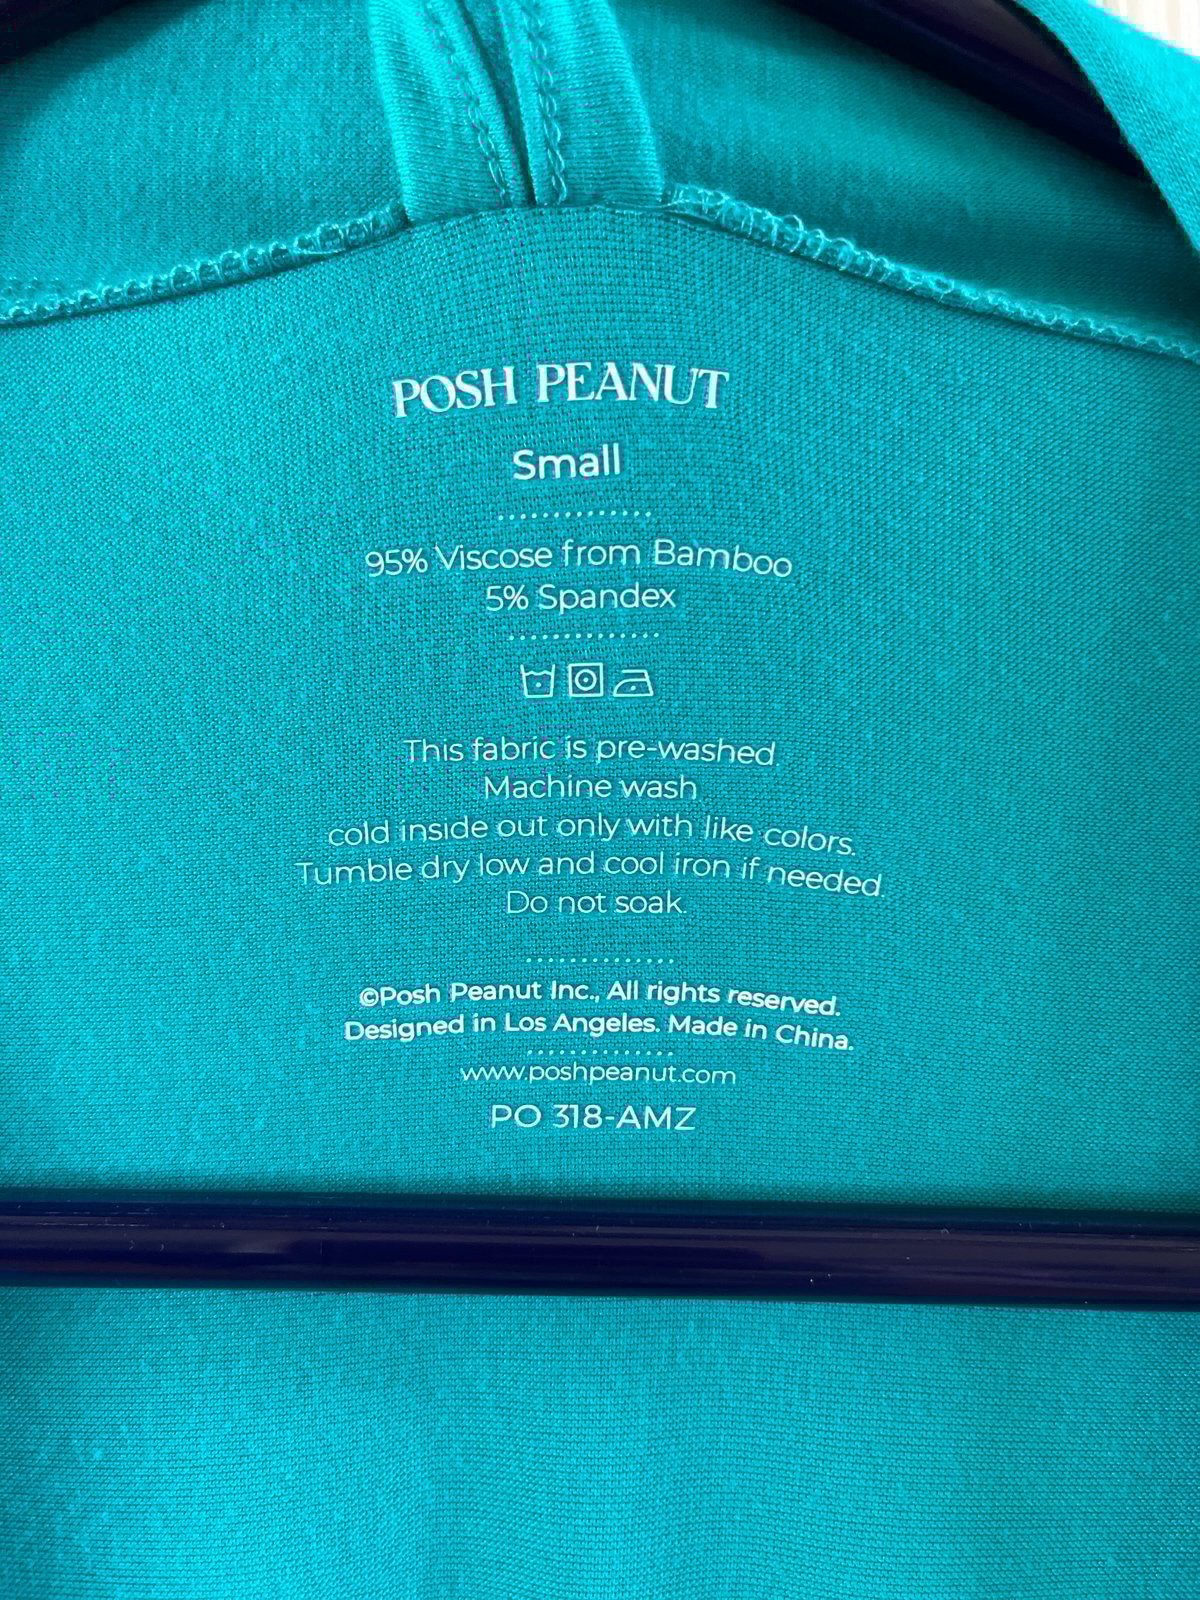 POSH PEANUT
Small
95% Viscose from Bamboo
5% Spandex
This fabric is pre-washed
Machine wash
cold inside out only with like colors.
Tumble dry low and cool iron if needed.
Do not soak.
©Posh Peanut Inc., All rights reserved.
Designed in Los Angeles. Made in China.
www.poshpeanut.com
PO 318-AMZ